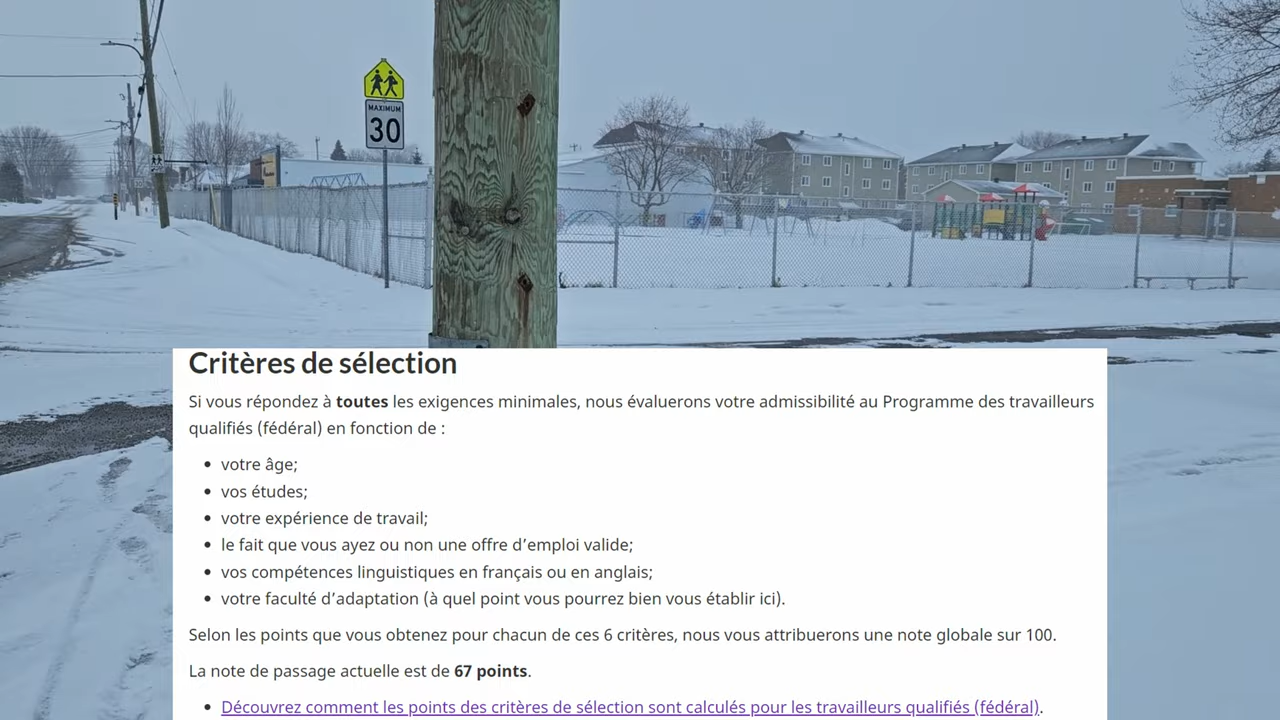 MAXIMUM
30
Critères de sélection
Si vous répondez à toutes les exigences minimales, nous évaluerons votre admissibilité au Programme des travailleurs
qualifiés (fédéral) en fonction de :
votre âge;
vos études;
votre expérience de travail;
le fait que vous ayez ou non une offre d’emploi valide;
vos compétences linguistiques en français ou en anglais;
votre faculté d’adaptation (à quel point vous pourrez bien vous établir ici).
Selon les points que vous obtenez pour chacun de ces 6 critères, nous vous attribuerons une note globale sur 100.
La note de passage actuelle est de 67 points.
Découvrez comment les points des critères de sélection sont calculés pour les travailleurs qualifiés (fédéral).